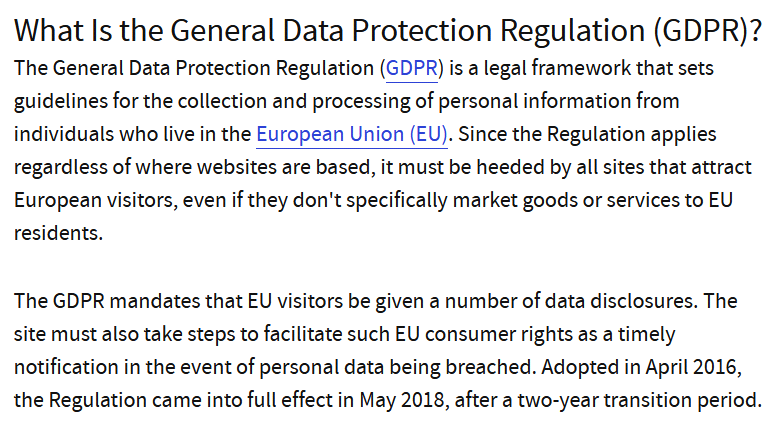 What Is the General Data Protection Regulation (GDPR)?
The General Data Protection Regulation (GDPR) is a legal framework that sets
guidelines for the collection and processing of personal information from
individuals who live in the European Union (EU). Since the Regulation applies
regardless of where websites are based, it must be heeded by all sites that attract
European visitors, even if they don't specifically market goods or services to EU
residents.
The GDPR mandates that EU visitors be given a number of data disclosures. The
site must also take steps to facilitate such EU consumer rights as a timely
notification in the event of personal data being breached. Adopted in April 2016,
the Regulation came into full effect in May 2018, after a two-year transition period.